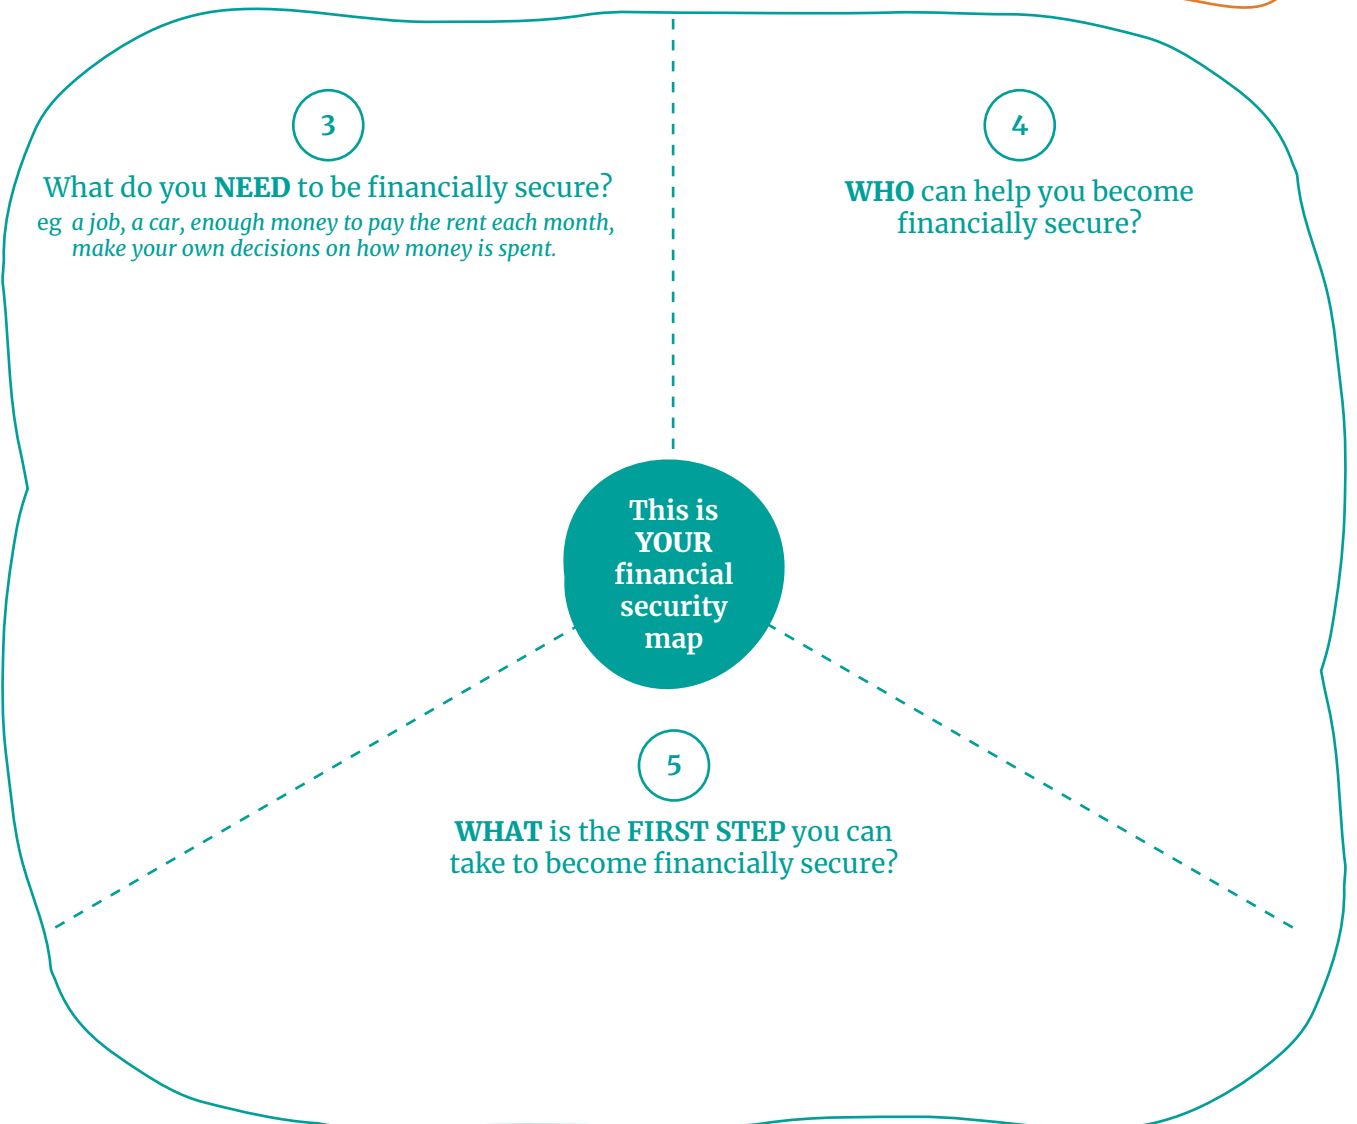 3
What do you NEED to be financially secure?
eg a job, a car, enough money to pay the rent each month,
make your own decisions on how money is spent.
4
WHO can help you become
financially secure?
This is
YOUR
financial
security
map
5
WHAT is the FIRST STEP you can
take to become financially secure?